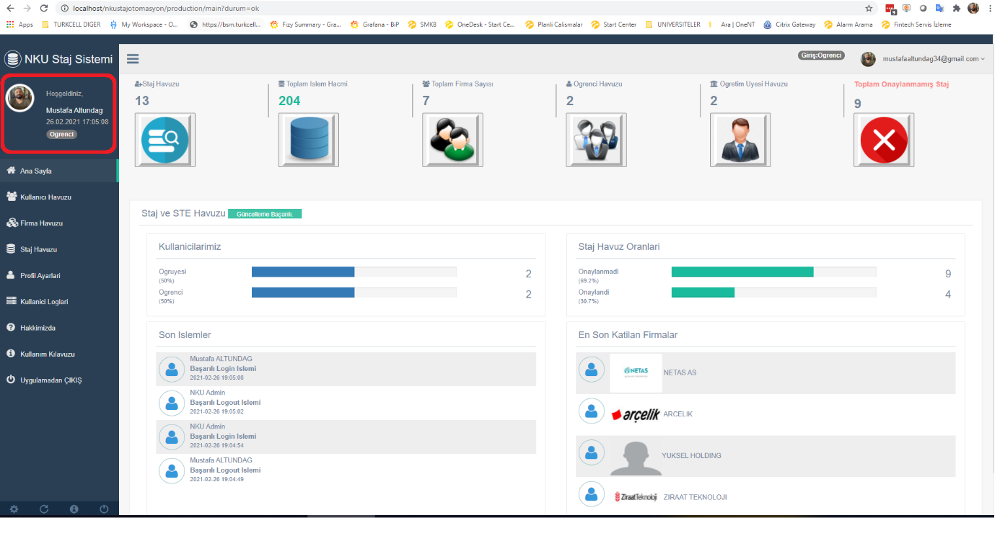 localhost/nkustajotomasyon/production/main?durum=ok
9
Apps TURKCELL DIGER My Workspace - O... https://bsm.turkcell... Fizy Summary - Gra... Grafana - BiP SMKB OneDesk - Start Ce... Planli Calismalar Start Center UNIVERSITELER Ara | OneNT Citrix Gateway Alarm Arama Fintech Servis İzleme
NKU Staj Sistemi
Giriş:Ogrenci
mustafaaltundag34@gmail.com
Hoşgeldiniz,
Mustafa Altundag
26.02.2021 17:05:08
Ogrenci
Ana Sayfa
Kullanıcı Havuzu
Firma Havuzu
Staj Havuzu
Profil Ayarlari
Kullanici Loglari
Hakkimizda
Kullanım Kılavuzu
Uygulamadan ÇIKIŞ
Staj Havuzu
13
Toplam Islem Hacmi
204
Toplam Firma Sayısı
7
Ogrenci Havuzu
2
Ogretim Uyesi Havuzu
2
Toplam Onaylanmamış Staj
9
Staj ve STE Havuzu Güncelleme Başarılı.
Kullanicilarimiz
Ogruyesi 2
(50%)
Ogrenci 2
(50%)
Staj Havuz Oranlari
Onaylanmadi 9
(69.2%)
Onaylandi 4
(30.7%)
Son Islemler
Mustafa ALTUNDAG
Başarılı Login Islemi
2021-02-26 19:05:08
NKU Admin
Başarılı Logout Islemi
2021-02-26 19:05:02
NKU Admin
Başarılı Login Islemi
2021-02-26 19:04:54
Mustafa ALTUNDAG
Başarılı Logout Islemi
2021-02-26 19:04:49
En Son Katilan Firmalar
NETAS NETAS AS
arçelik ARCELIK
YUKSEL HOLDING
ZiraatTeknoloji ZIRAAT TEKNOLOJI